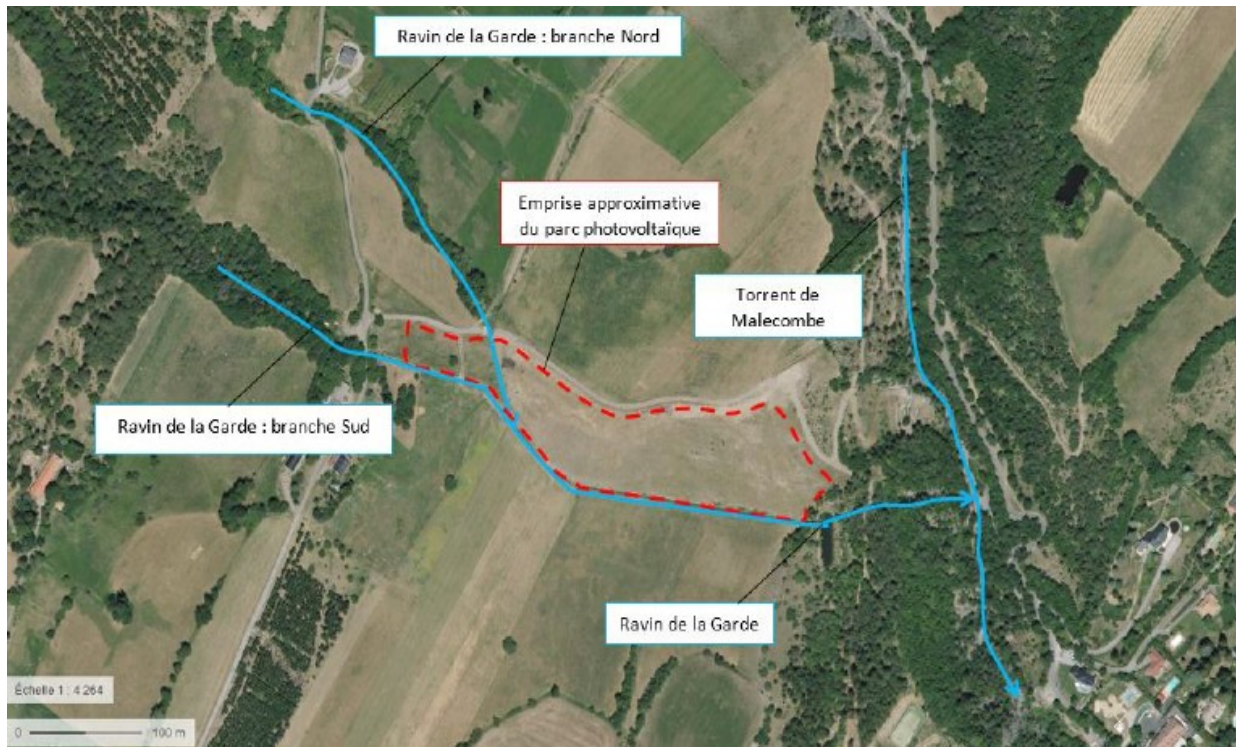 Ravin de la Garde : branche Nord
Emprise approximative
du parc photovoltaïque
Torrent de
Malecombe
Ravin de la Garde : branche Sud
Ravin de la Garde
Échelle 1 : 4 264
0 100 m